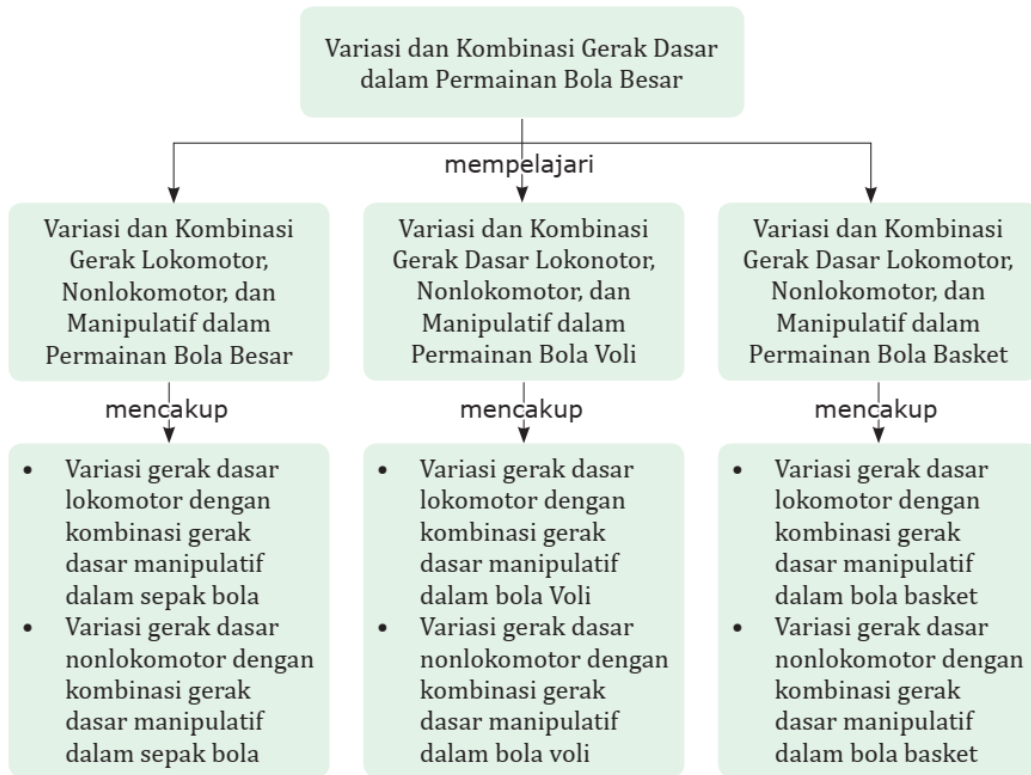 Variasi dan Kombinasi Gerak Dasar
dalam Permainan Bola Besar
mempelajari
Variasi dan Kombinasi
Gerak Lokomotor,
Nonlokomotor, dan
Manipulatif dalam
Permainan Bola Besar
Variasi dan Kombinasi
Gerak Dasar Lokonotor,
Nonlokomotor, dan
Manipulatif dalam
Permainan Bola Voli
Variasi dan Kombinasi
Gerak Dasar Lokomotor,
Nonlokomotor, dan
Manipulatif dalam
Permainan Bola Basket
mencakup
mencakup
mencakup
• Variasi gerak dasar
lokomotor dengan
kombinasi gerak
dasar manipulatif
dalam sepak bola
• Variasi gerak dasar
nonlokomotor dengan
kombinasi gerak
dasar manipulatif
dalam sepak bola
• Variasi gerak dasar
lokomotor dengan
kombinasi gerak
dasar manipulatif
dalam bola Voli
• Variasi gerak dasar
nonlokomotor dengan
kombinasi gerak
dasar manipulatif
dalam bola voli
• Variasi gerak dasar
lokomotor dengan
kombinasi gerak
dasar manipulatif
dalam bola basket
• Variasi gerak dasar
nonlokomotor dengan
kombinasi gerak
dasar manipulatif
dalam bola basket